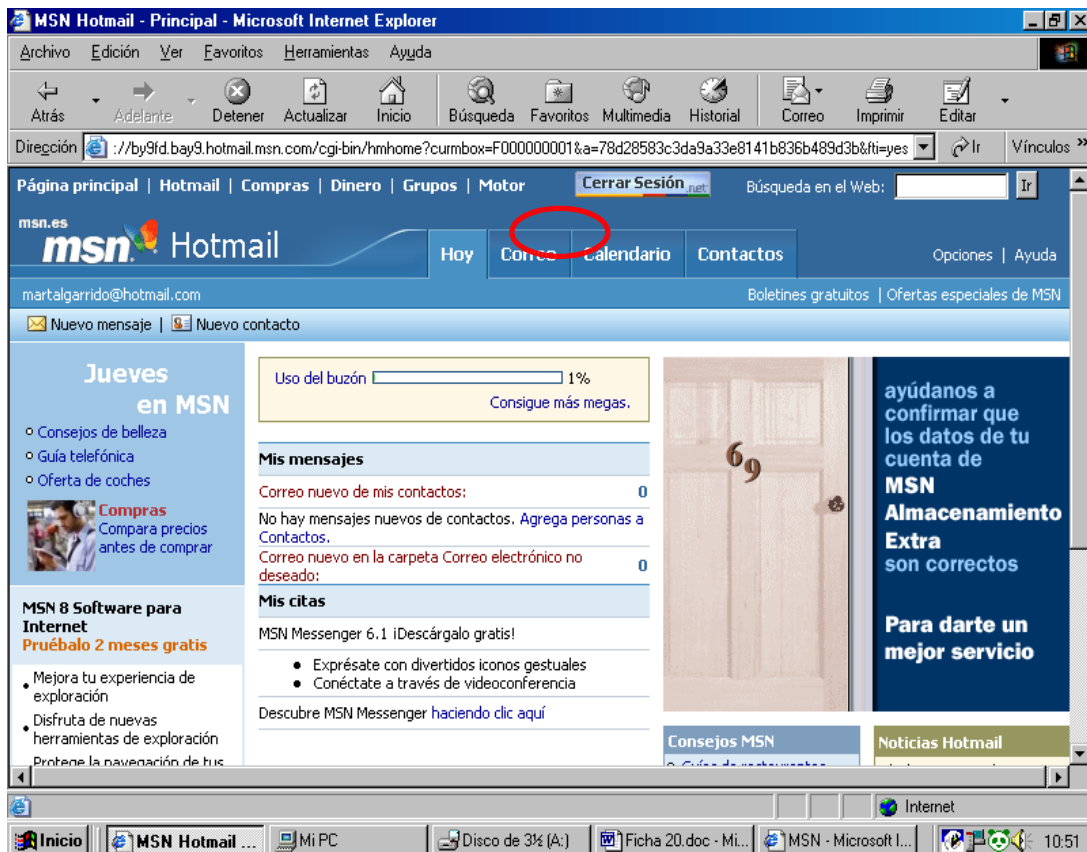 MSN Hotmail - Principal - Microsoft Internet Explorer
Archivo Edición Ver Favoritos Herramientas Ayuda
Atrás Adelante Detener Actualizar Inicio Búsqueda Favoritos Multimedia Historial Correo Imprimir Editar
Dirección ://by9fd.bay9.hotmail.msn.com/cgi-bin/hmhome?curmbox=F000000001&a=78d28583c3da9a33e8141b836b489d3b&fti=yes Ir Vínculos »
Página principal | Hotmail | Compras | Dinero | Grupos | Motor Cerrar Sesión .net Búsqueda en el Web: Ir
msn.es
msn Hotmail
Hoy Correo Calendario Contactos Opciones | Ayuda
martalgarrido@hotmail.com Boletines gratuitos | Ofertas especiales de MSN
Nuevo mensaje | Nuevo contacto
Jueves
en MSN
Consejos de belleza
Guía telefónica
Oferta de coches
Compras
Compara precios
antes de comprar
MSN 8 Software para
Internet
Pruébalo 2 meses gratis
Mejora tu experiencia de
exploración
Disfruta de nuevas
herramientas de exploración
Protege la navegación de tus
Uso del buzón 1%
Consigue más megas.
Mis mensajes
Correo nuevo de mis contactos: 0
No hay mensajes nuevos de contactos. Agrega personas a
Contactos.
Correo nuevo en la carpeta Correo electrónico no
deseado: 0
Mis citas
MSN Messenger 6.1 ¡Descárgalo gratis!
Exprésate con divertidos iconos gestuales
Conéctate a través de videoconferencia
Descubre MSN Messenger haciendo clic aquí
69
ayúdanos a
confirmar que
los datos de tu
cuenta de
MSN
Almacenamiento
Extra
son correctos
Para darte un
mejor servicio
Consejos MSN
Noticias Hotmail
Internet
Inicio MSN Hotmail ... Mi PC Disco de 3½ (A:) Ficha 20.doc - Mi... MSN - Microsoft I... 10:51